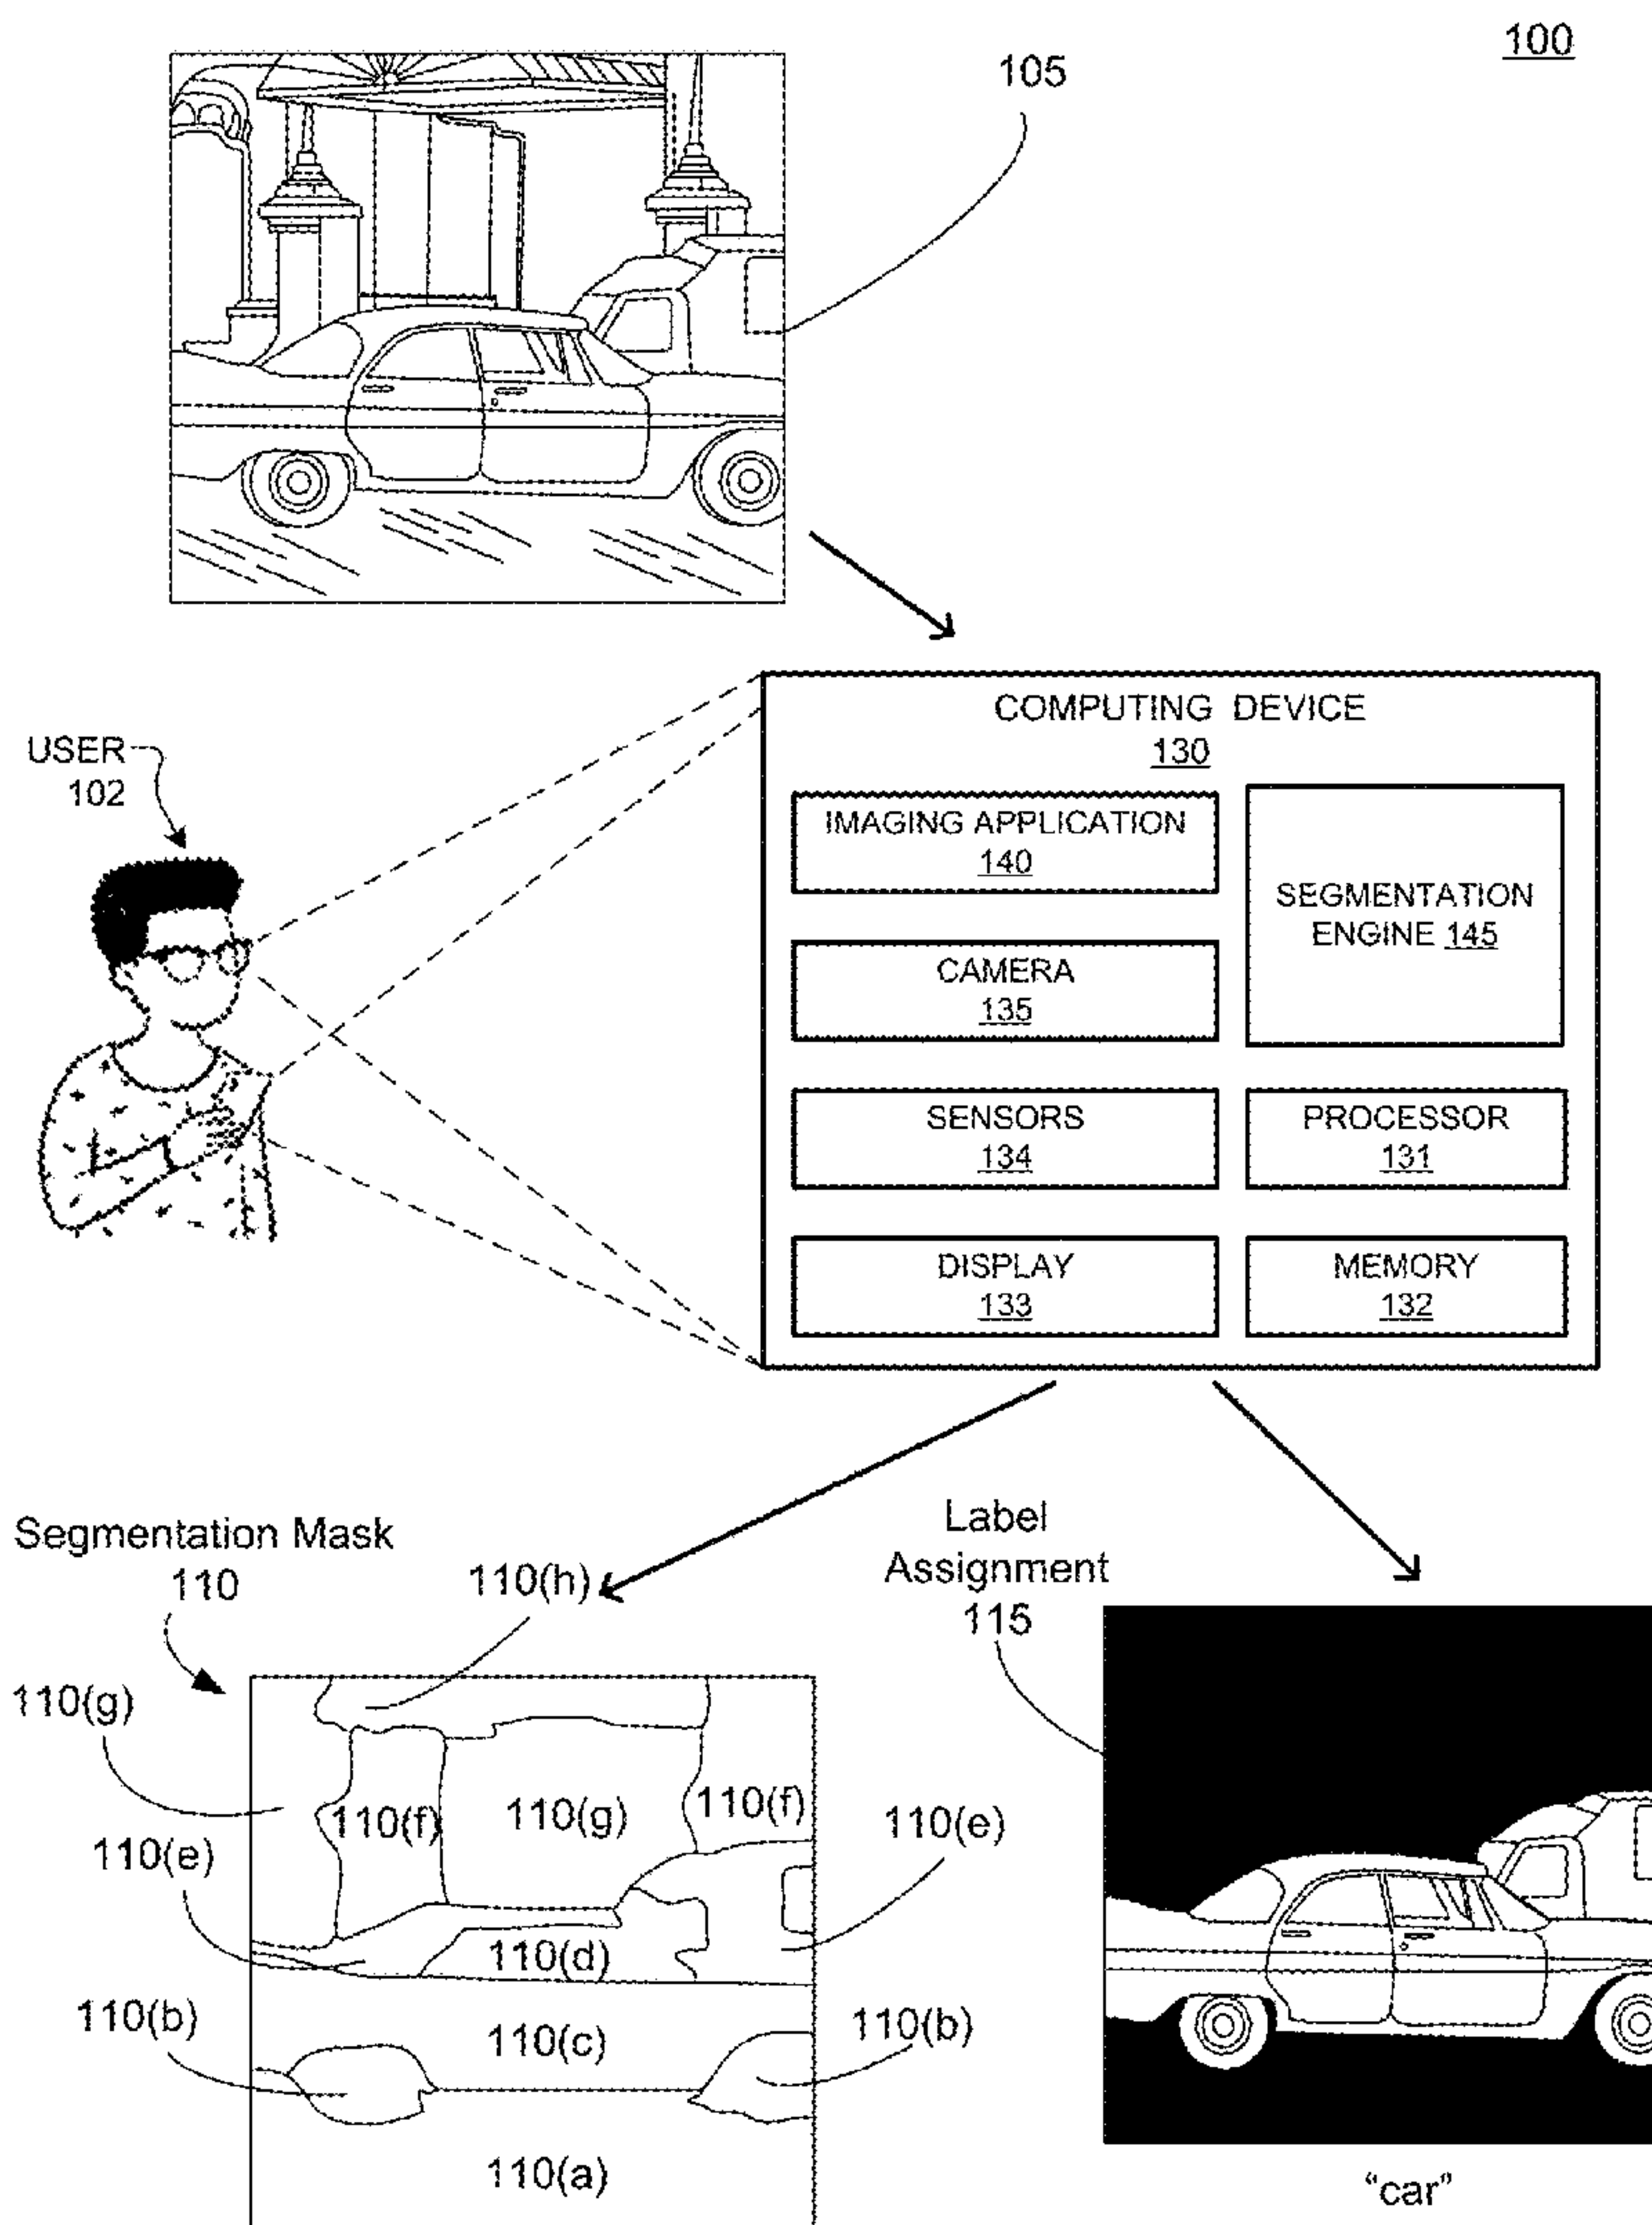 100
105
COMPUTING DEVICE
130
USER
102
IMAGING APPLICATION
140
SEGMENTATION
ENGINE 145
CAMERA
135
SENSORS
134
PROCESSOR
131
DISPLAY
133
MEMORY
132
Segmentation Mask
110
110(h)
Label
Assignment
115
110(g)
110(f)
110(g)
110(f)
110(e)
110(e)
110(d)
110(b)
110(c)
110(b)
110(a)
“car”